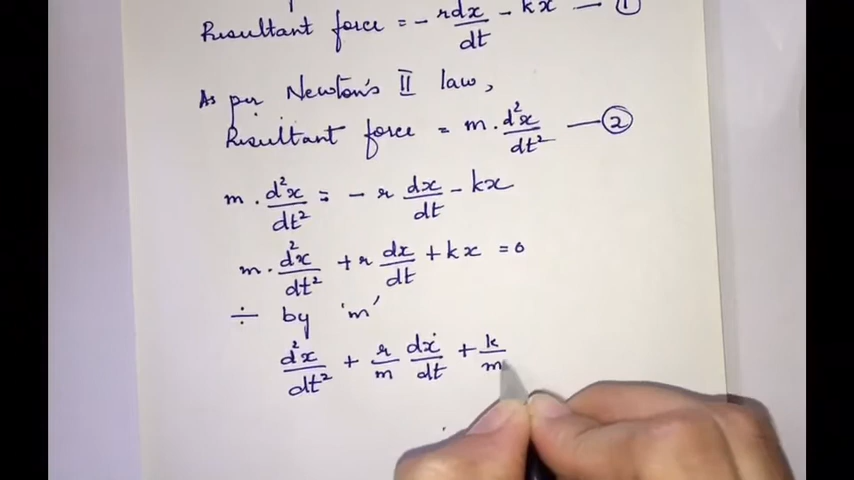 Resultant force = - r dx/dt - kx — ①
As per Newton's II law,
Resultant force = m . d²x/dt² — ②
m . d²x/dt² = - r dx/dt - kx
m . d²x/dt² + r dx/dt + kx = 0
÷ by 'm'
d²x/dt² + r/m dx/dt + k/m